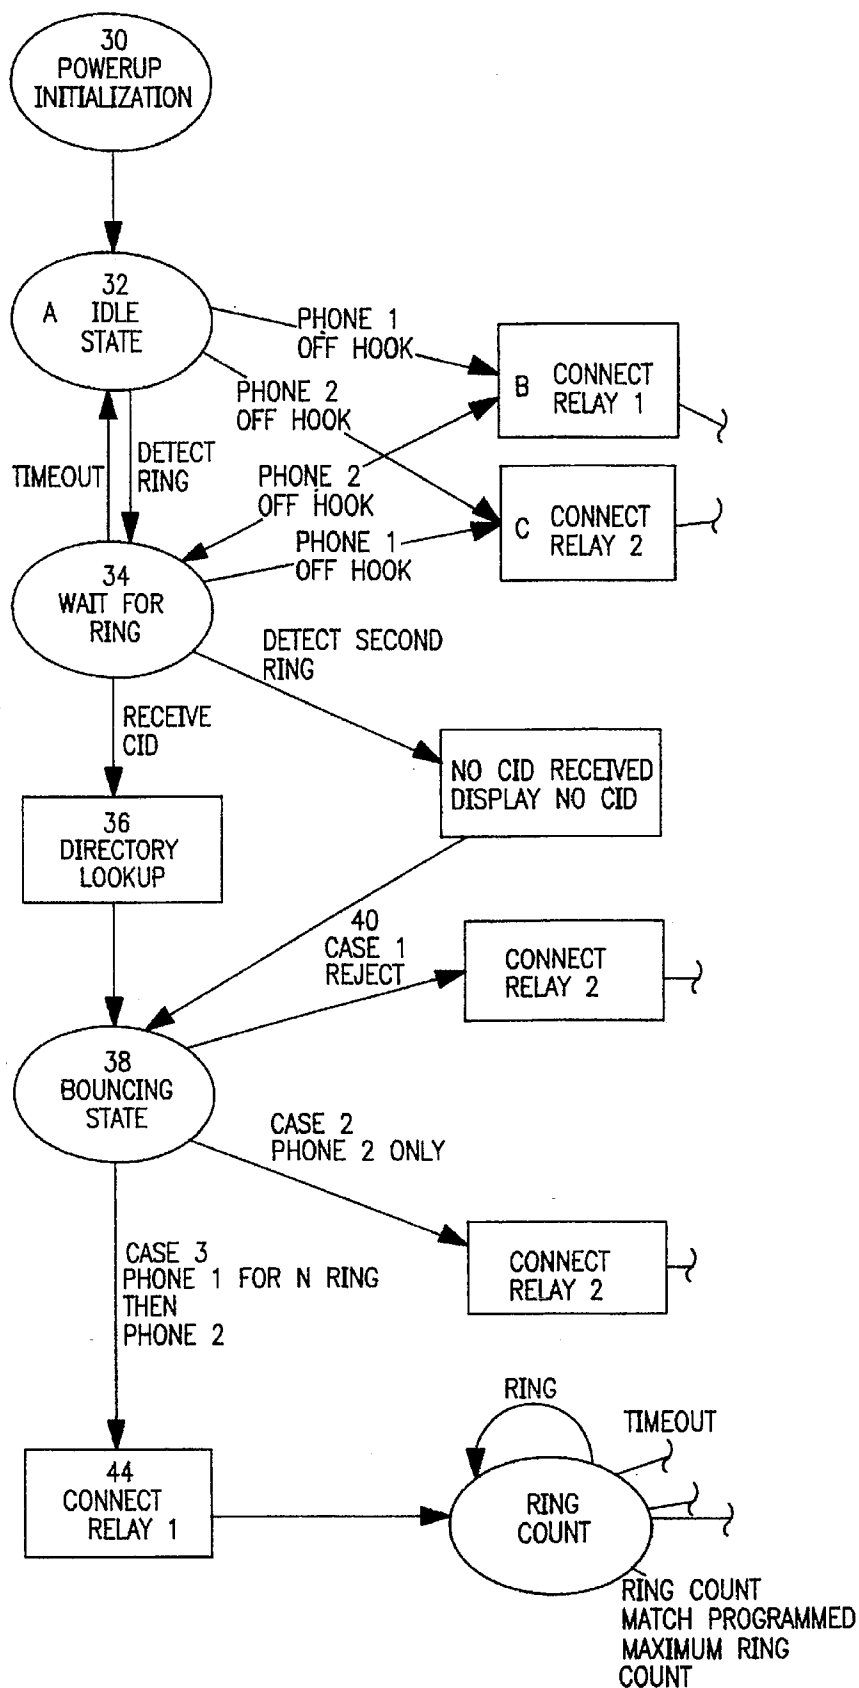 30
POWERUP
INITIALIZATION
32
A IDLE
STATE
PHONE 1
OFF HOOK
PHONE 2
OFF HOOK
B CONNECT
RELAY 1
TIMEOUT
DETECT
RING
PHONE 2
OFF HOOK
PHONE 1
OFF HOOK
C CONNECT
RELAY 2
34
WAIT FOR
RING
DETECT SECOND
RING
RECEIVE
CID
NO CID RECEIVED
DISPLAY NO CID
36
DIRECTORY
LOOKUP
40
CASE 1
REJECT
CONNECT
RELAY 2
38
BOUNCING
STATE
CASE 2
PHONE 2 ONLY
CONNECT
RELAY 2
CASE 3
PHONE 1 FOR N RING
THEN
PHONE 2
44
CONNECT
RELAY 1
RING
TIMEOUT
RING
COUNT
RING COUNT
MATCH PROGRAMMED
MAXIMUM RING
COUNT